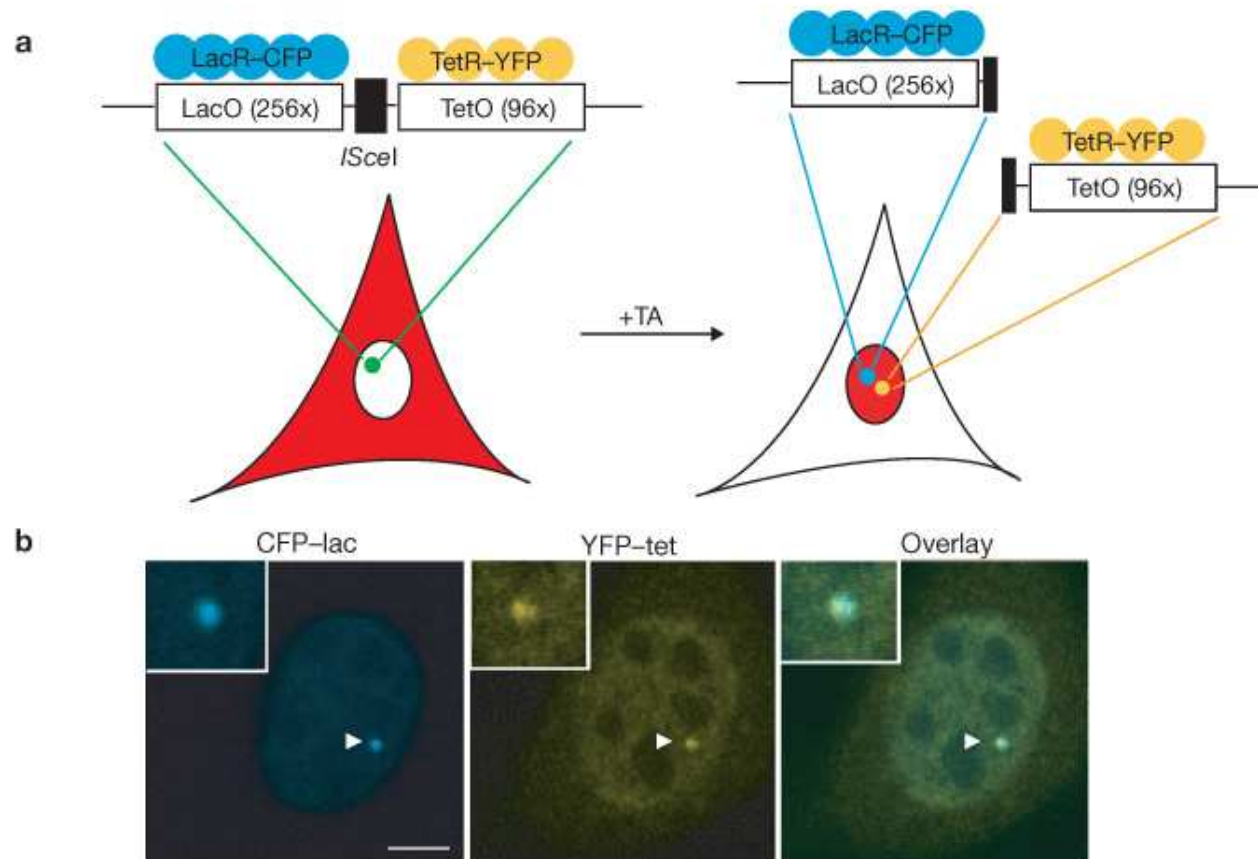 a
LacR–CFP
LacO (256x)
TetR–YFP
TetO (96x)
ISceI
+TA
LacR–CFP
LacO (256x)
TetR–YFP
TetO (96x)
b
CFP–lac
YFP–tet
Overlay